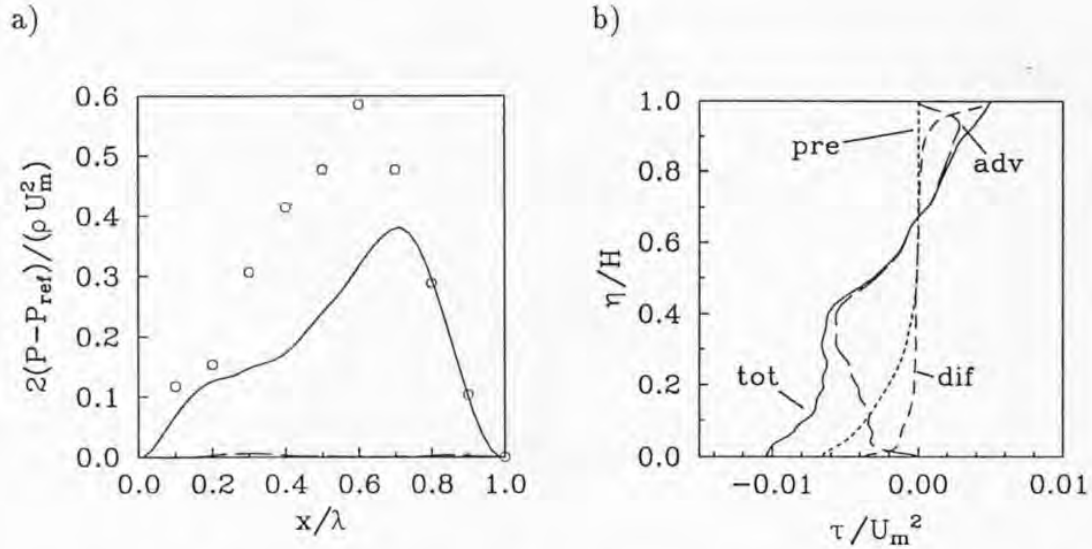 a)
0.6
0.5
0.4
0.3
0.2
0.1
0.0
2(P−P_ref)/(ρ U_m^2)
0.0 0.2 0.4 0.6 0.8 1.0
x/λ
b)
1.0
0.8
0.6
0.4
0.2
0.0
η/H
pre
adv
tot
dif
−0.01 0.00 0.01
τ/U_m^2